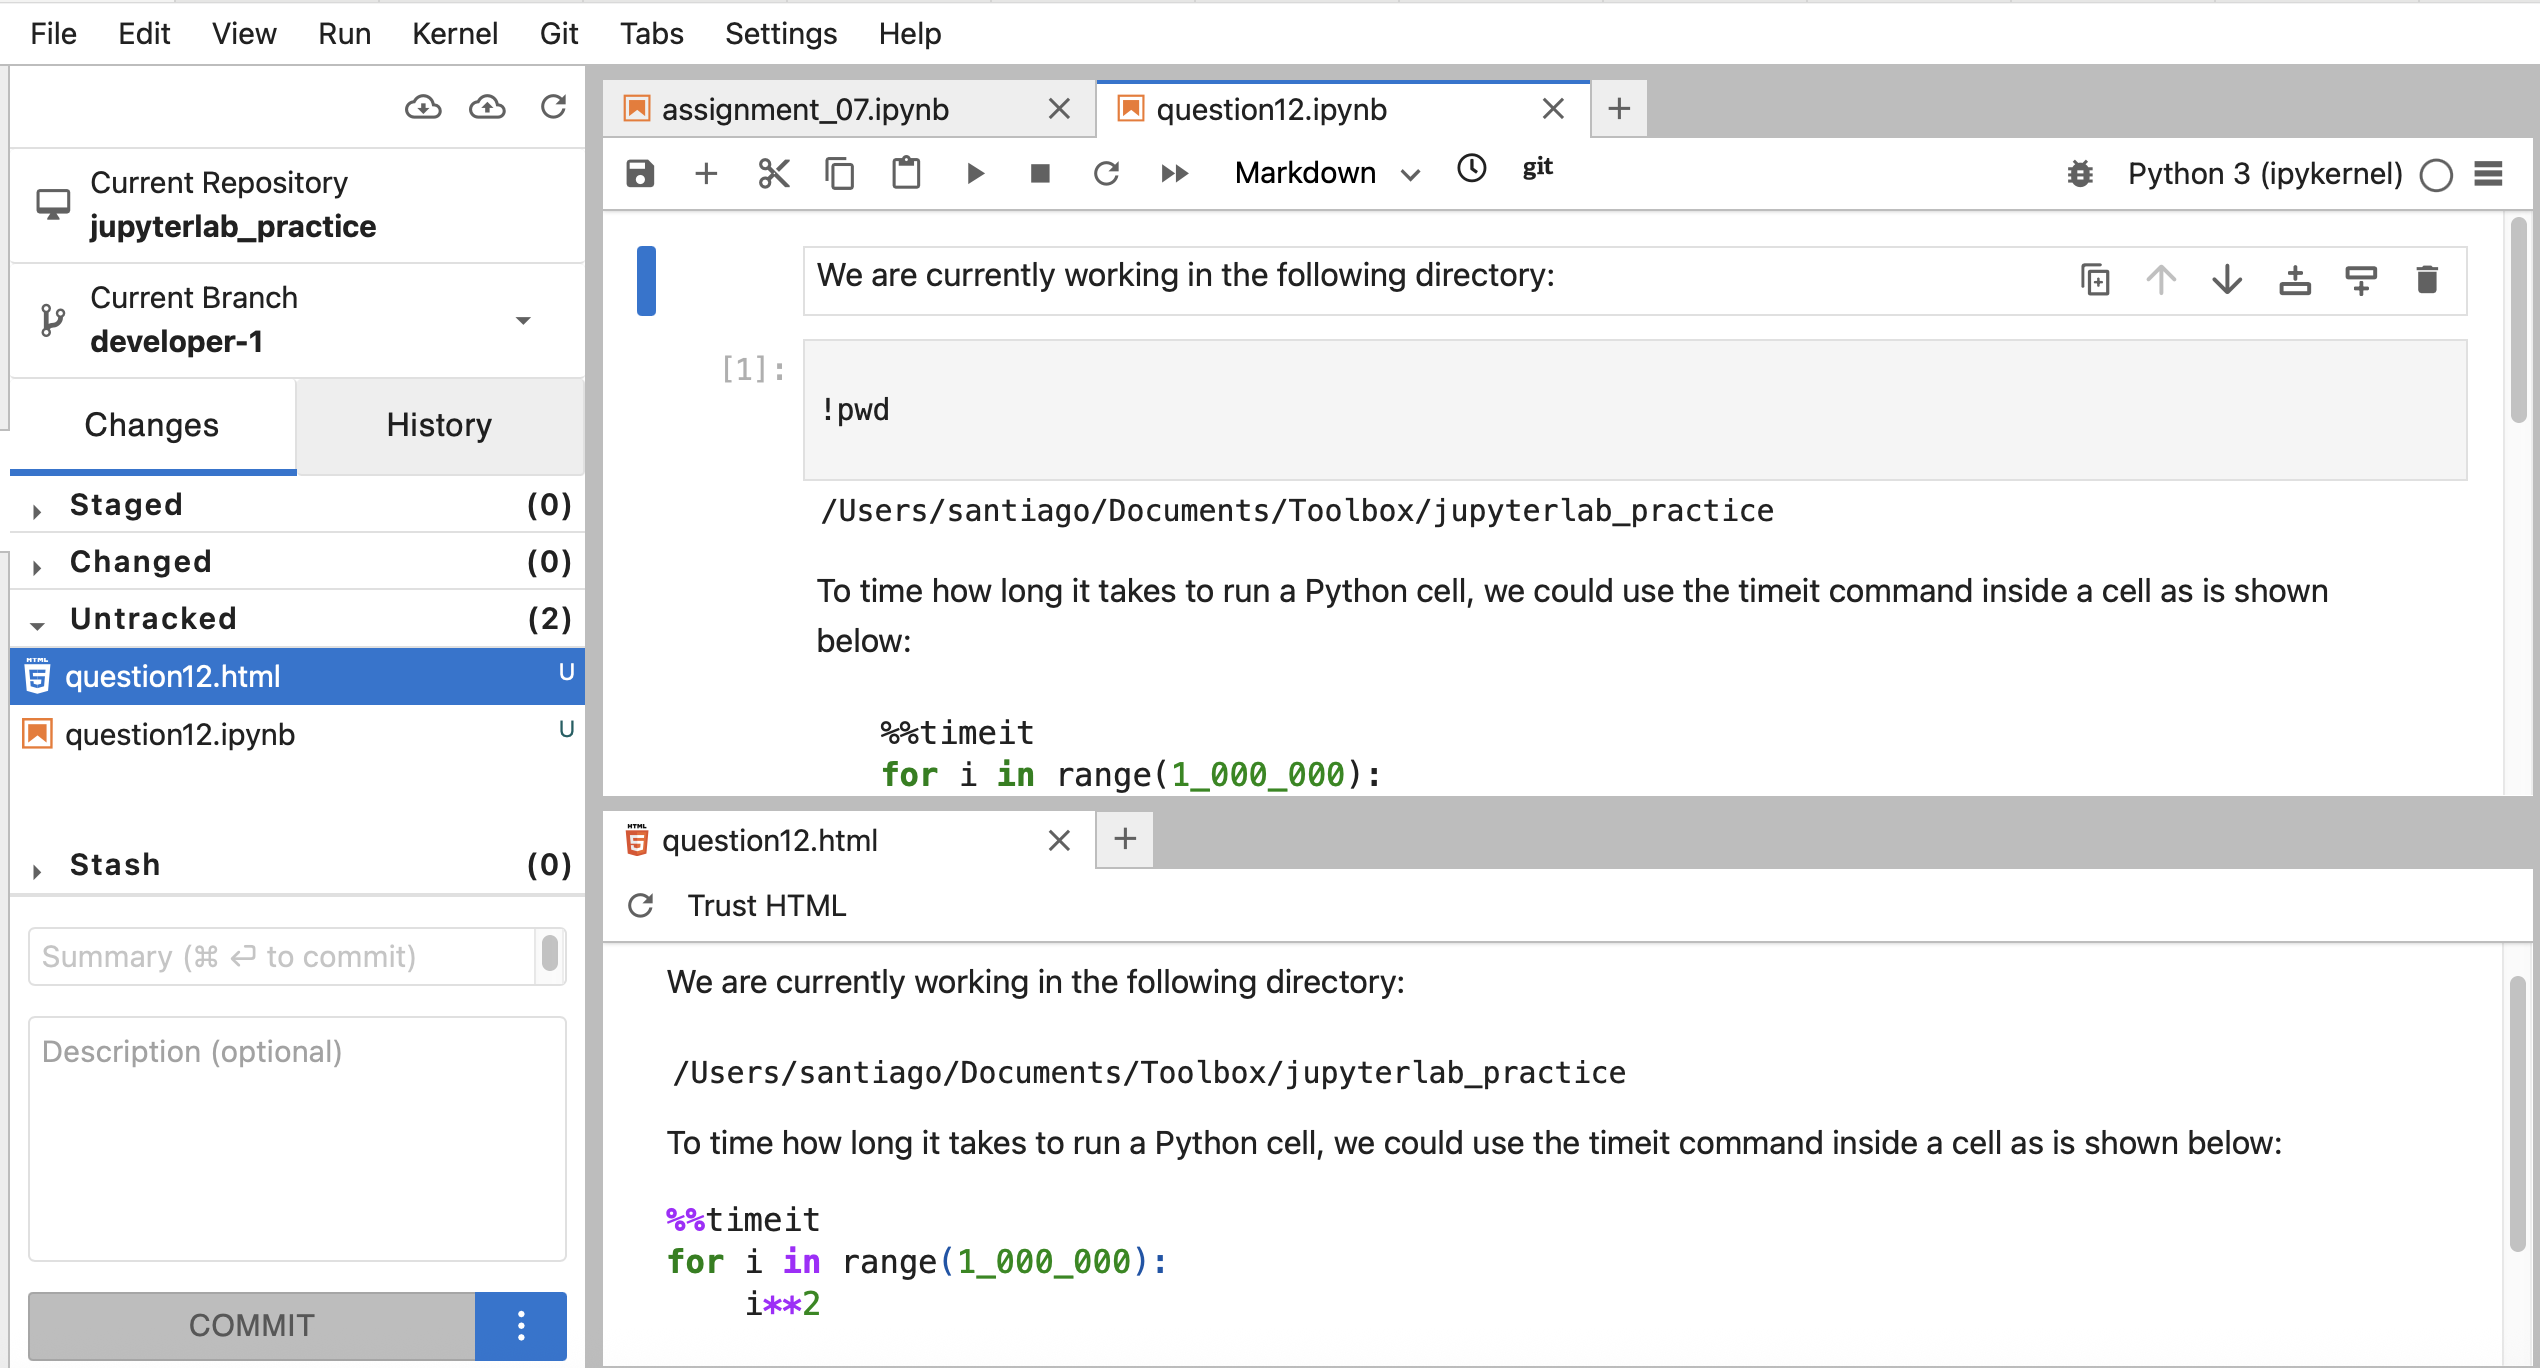 File Edit View Run Kernel Git Tabs Settings Help
Current Repository
jupyterlab_practice
Current Branch
developer-1
Changes History
Staged (0)
Changed (0)
Untracked (2)
question12.html U
question12.ipynb U
Stash (0)
Summary (⌘ ⏎ to commit)
Description (optional)
COMMIT
assignment_07.ipynb question12.ipynb
Markdown git Python 3 (ipykernel)
We are currently working in the following directory:
[1]:
!pwd
/Users/santiago/Documents/Toolbox/jupyterlab_practice
To time how long it takes to run a Python cell, we could use the timeit command inside a cell as is shown
below:
%%timeit
for i in range(1_000_000):
question12.html
Trust HTML
We are currently working in the following directory:
/Users/santiago/Documents/Toolbox/jupyterlab_practice
To time how long it takes to run a Python cell, we could use the timeit command inside a cell as is shown below:
%%timeit
for i in range(1_000_000):
    i**2